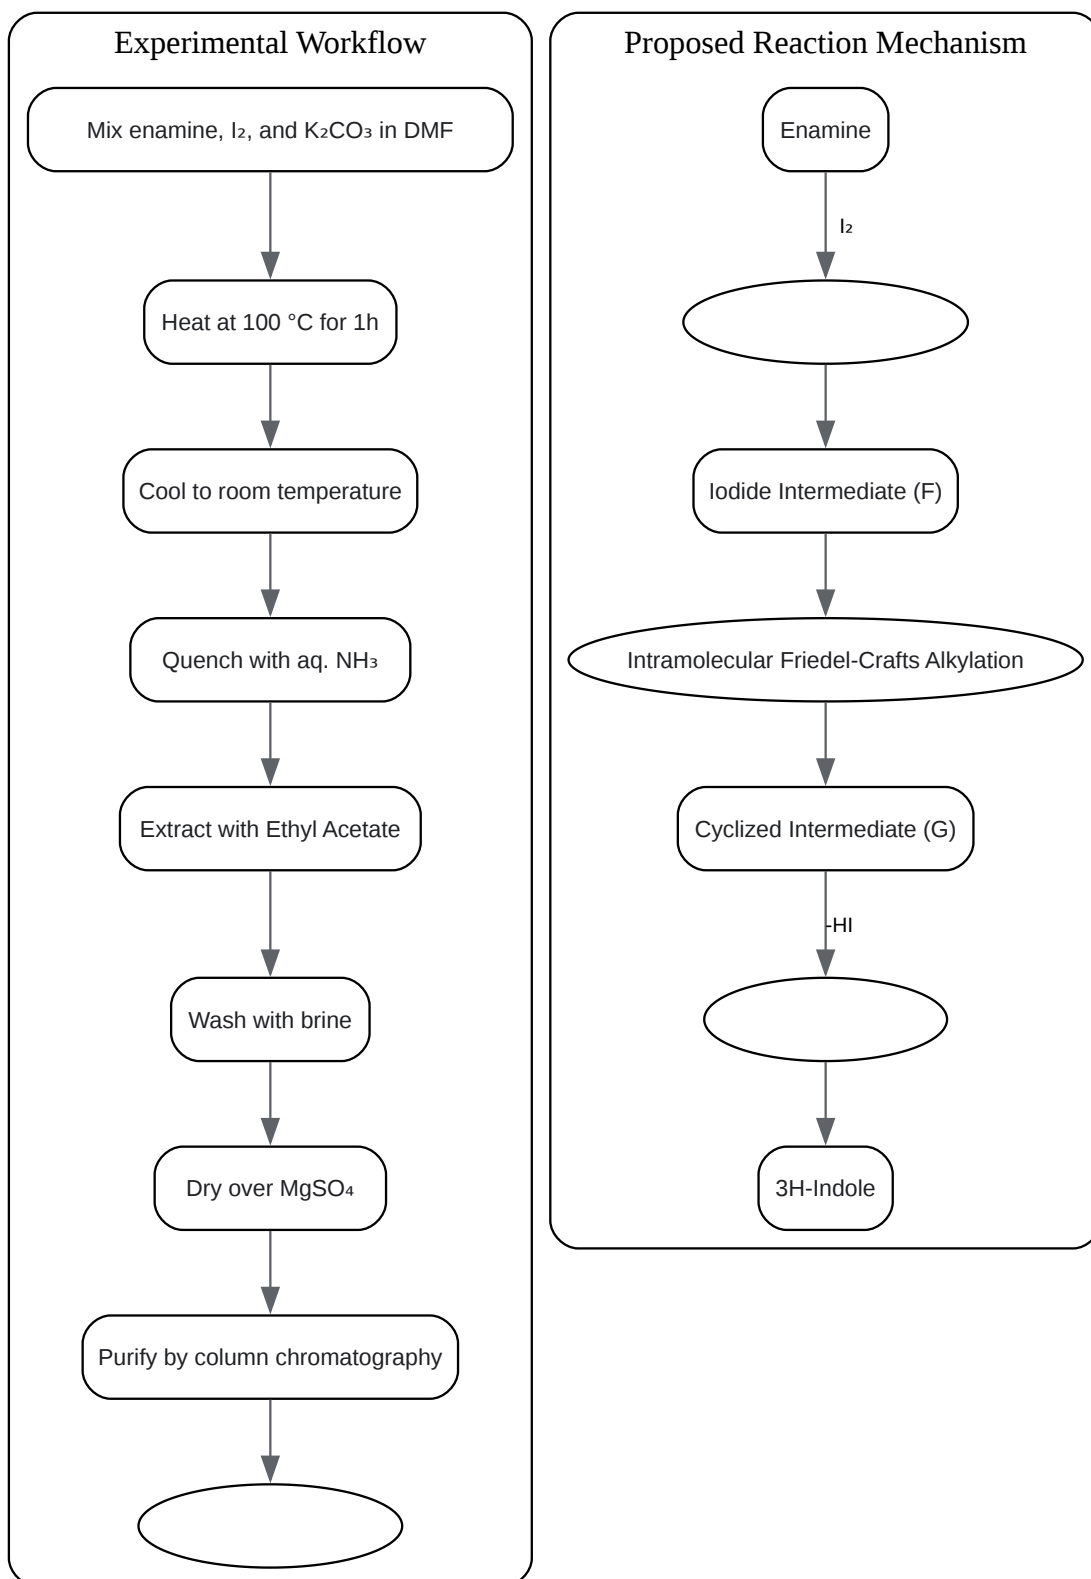 Experimental Workflow
Mix enamine, I₂, and K₂CO₃ in DMF
Heat at 100 °C for 1h
Cool to room temperature
Quench with aq. NH₃
Extract with Ethyl Acetate
Wash with brine
Dry over MgSO₄
Purify by column chromatography
Proposed Reaction Mechanism
Enamine
I₂
Iodide Intermediate (F)
Intramolecular Friedel-Crafts Alkylation
Cyclized Intermediate (G)
-HI
3H-Indole